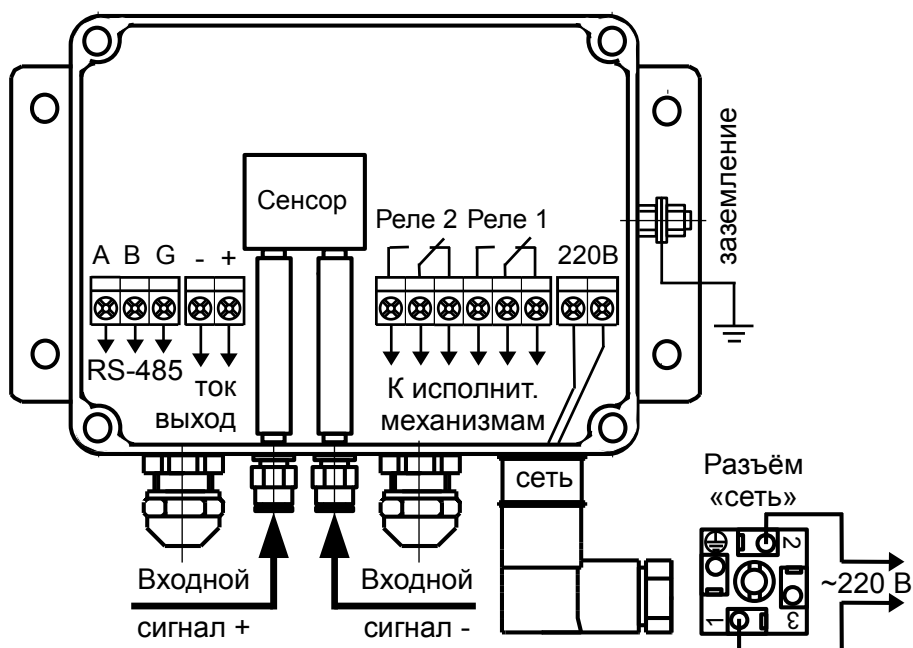 заземление
Сенсор
Реле 2 Реле 1
A B G - + 220В
RS-485
ток
выход
К исполнит.
механизмам
сеть
Разъём
«сеть»
Входной
сигнал +
Входной
сигнал -
2
1
3
~220 В